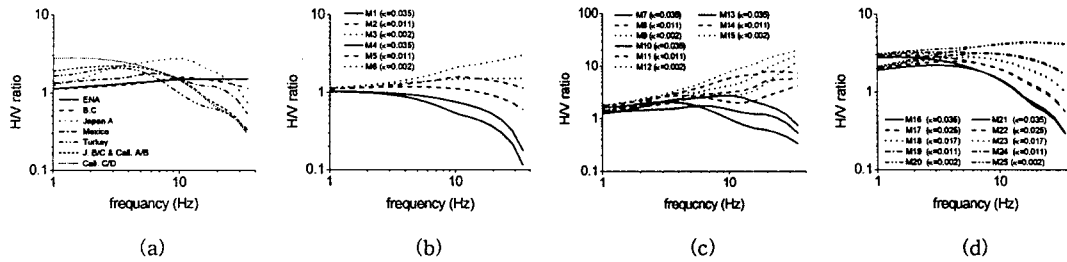 10
1
0.1
H/V ratio
ENA
B.C
Japan A
Mexico
Turkey
J. B/C & Cali. A/B
Cali. C/D
1
10
frequancy (Hz)
(a)
10
1
0.1
H/V ratio
M1 (κ=0.035)
M2 (κ=0.011)
M3 (κ=0.002)
M4 (κ=0.035)
M5 (κ=0.011)
M6 (κ=0.002)
1
10
frequency (Hz)
(b)
100
10
1
0.1
H/V ratio
M7 (κ=0.035)
M8 (κ=0.011)
M9 (κ=0.002)
M10 (κ=0.035)
M11 (κ=0.011)
M12 (κ=0.002)
M13 (κ=0.035)
M14 (κ=0.011)
M15 (κ=0.002)
1
10
frequcny (Hz)
(c)
10
1
0.1
H/V ratio
M16 (κ=0.035)
M17 (κ=0.025)
M18 (κ=0.017)
M19 (κ=0.011)
M20 (κ=0.002)
M21 (κ=0.035)
M22 (κ=0.025)
M23 (κ=0.017)
M24 (κ=0.011)
M25 (κ=0.002)
1
10
frequency (Hz)
(d)